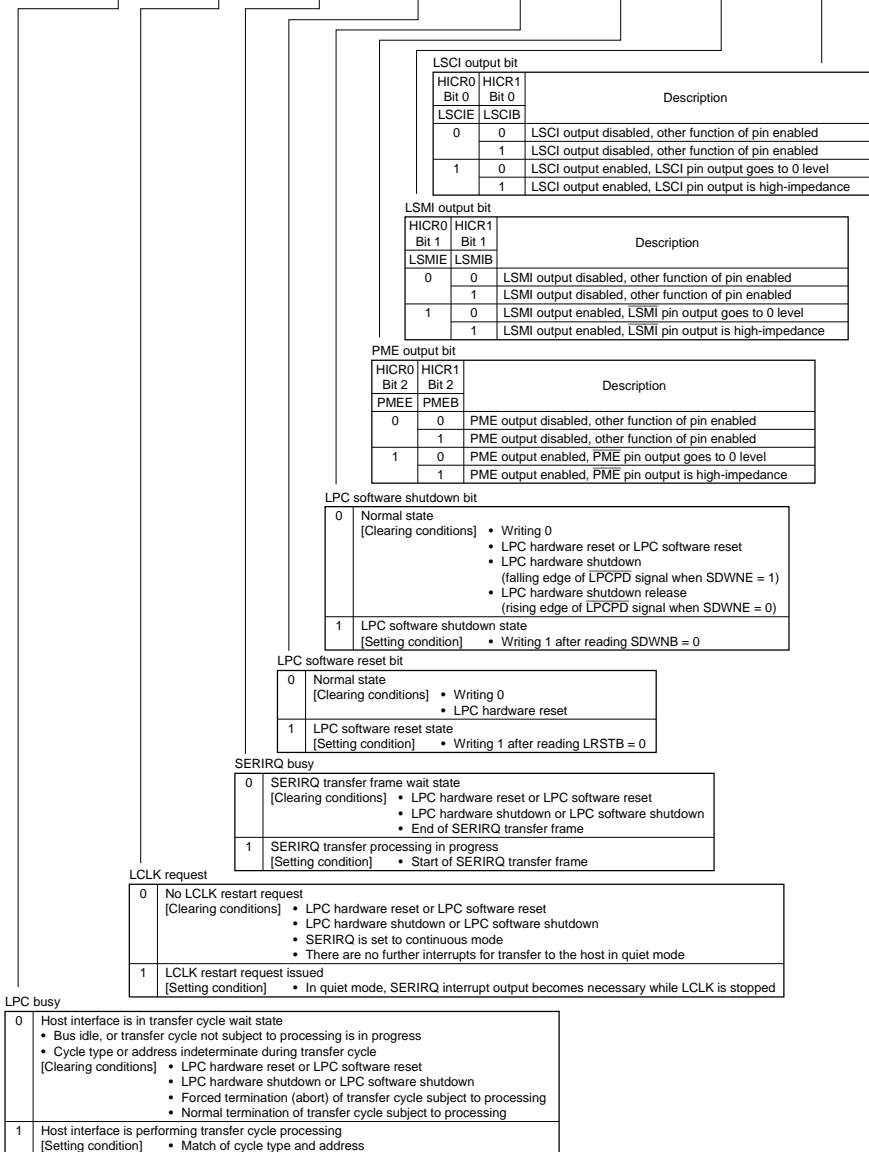 LSCI output bit
HICR0 HICR1
Bit 0 Bit 0 Description
LSCIE LSCIB
0 0 LSCI output disabled, other function of pin enabled
1 LSCI output disabled, other function of pin enabled
1 0 LSCI output enabled, LSCI pin output goes to 0 level
1 LSCI output enabled, LSCI pin output is high-impedance
LSMI output bit
HICR0 HICR1
Bit 1 Bit 1 Description
LSMIE LSMIB
0 0 LSMI output disabled, other function of pin enabled
1 LSMI output disabled, other function of pin enabled
1 0 LSMI output enabled, LSMI pin output goes to 0 level
1 LSMI output enabled, LSMI pin output is high-impedance
PME output bit
HICR0 HICR1
Bit 2 Bit 2 Description
PMEE PMEB
0 0 PME output disabled, other function of pin enabled
1 PME output disabled, other function of pin enabled
1 0 PME output enabled, PME pin output goes to 0 level
1 PME output enabled, PME pin output is high-impedance
LPC software shutdown bit
0 Normal state
[Clearing conditions] • Writing 0
• LPC hardware reset or LPC software reset
• LPC hardware shutdown
(falling edge of LPCPD signal when SDWNE = 1)
• LPC hardware shutdown release
(rising edge of LPCPD signal when SDWNE = 0)
1 LPC software shutdown state
[Setting condition] • Writing 1 after reading SDWNB = 0
LPC software reset bit
0 Normal state
[Clearing conditions] • Writing 0
• LPC hardware reset
1 LPC software reset state
[Setting condition] • Writing 1 after reading LRSTB = 0
SERIRQ busy
0 SERIRQ transfer frame wait state
[Clearing conditions] • LPC hardware reset or LPC software reset
• LPC hardware shutdown or LPC software shutdown
• End of SERIRQ transfer frame
1 SERIRQ transfer processing in progress
[Setting condition] • Start of SERIRQ transfer frame
LCLK request
0 No LCLK restart request
[Clearing conditions] • LPC hardware reset or LPC software reset
• LPC hardware shutdown or LPC software shutdown
• SERIRQ is set to continuous mode
• There are no further interrupts for transfer to the host in quiet mode
1 LCLK restart request issued
[Setting condition] • In quiet mode, SERIRQ interrupt output becomes necessary while LCLK is stopped
LPC busy
0 Host interface is in transfer cycle wait state
• Bus idle, or transfer cycle not subject to processing is in progress
• Cycle type or address indeterminate during transfer cycle
[Clearing conditions] • LPC hardware reset or LPC software reset
• LPC hardware shutdown or LPC software shutdown
• Forced termination (abort) of transfer cycle subject to processing
• Normal termination of transfer cycle subject to processing
1 Host interface is performing transfer cycle processing
[Setting condition] • Match of cycle type and address